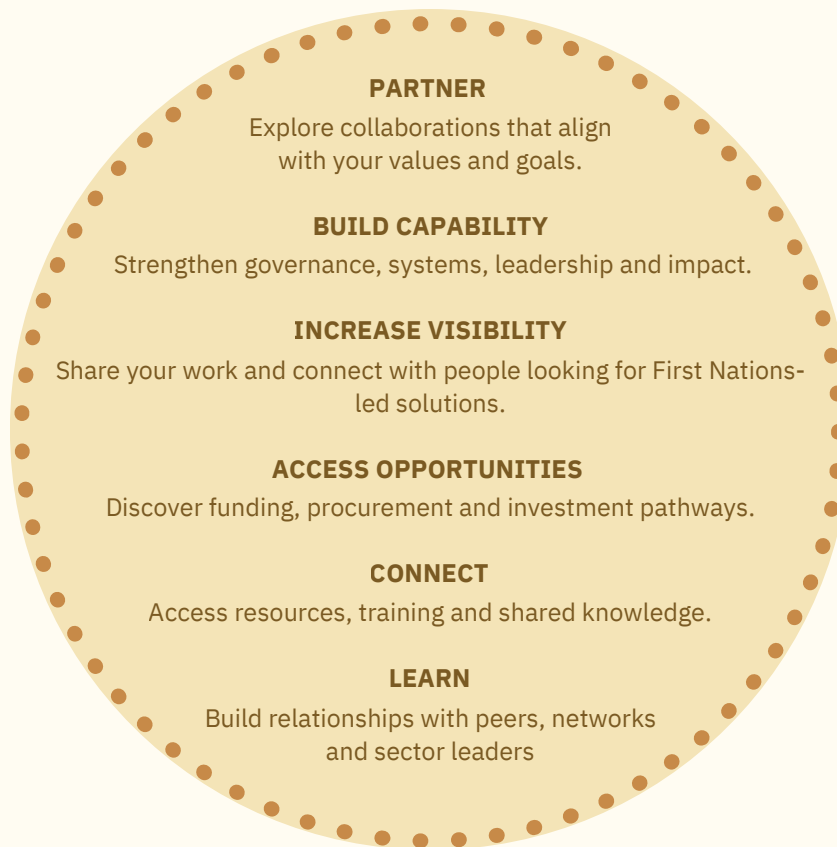 PARTNER
Explore collaborations that align
with your values and goals.
BUILD CAPABILITY
Strengthen governance, systems, leadership and impact.
INCREASE VISIBILITY
Share your work and connect with people looking for First Nations-
led solutions.
ACCESS OPPORTUNITIES
Discover funding, procurement and investment pathways.
CONNECT
Access resources, training and shared knowledge.
LEARN
Build relationships with peers, networks
and sector leaders